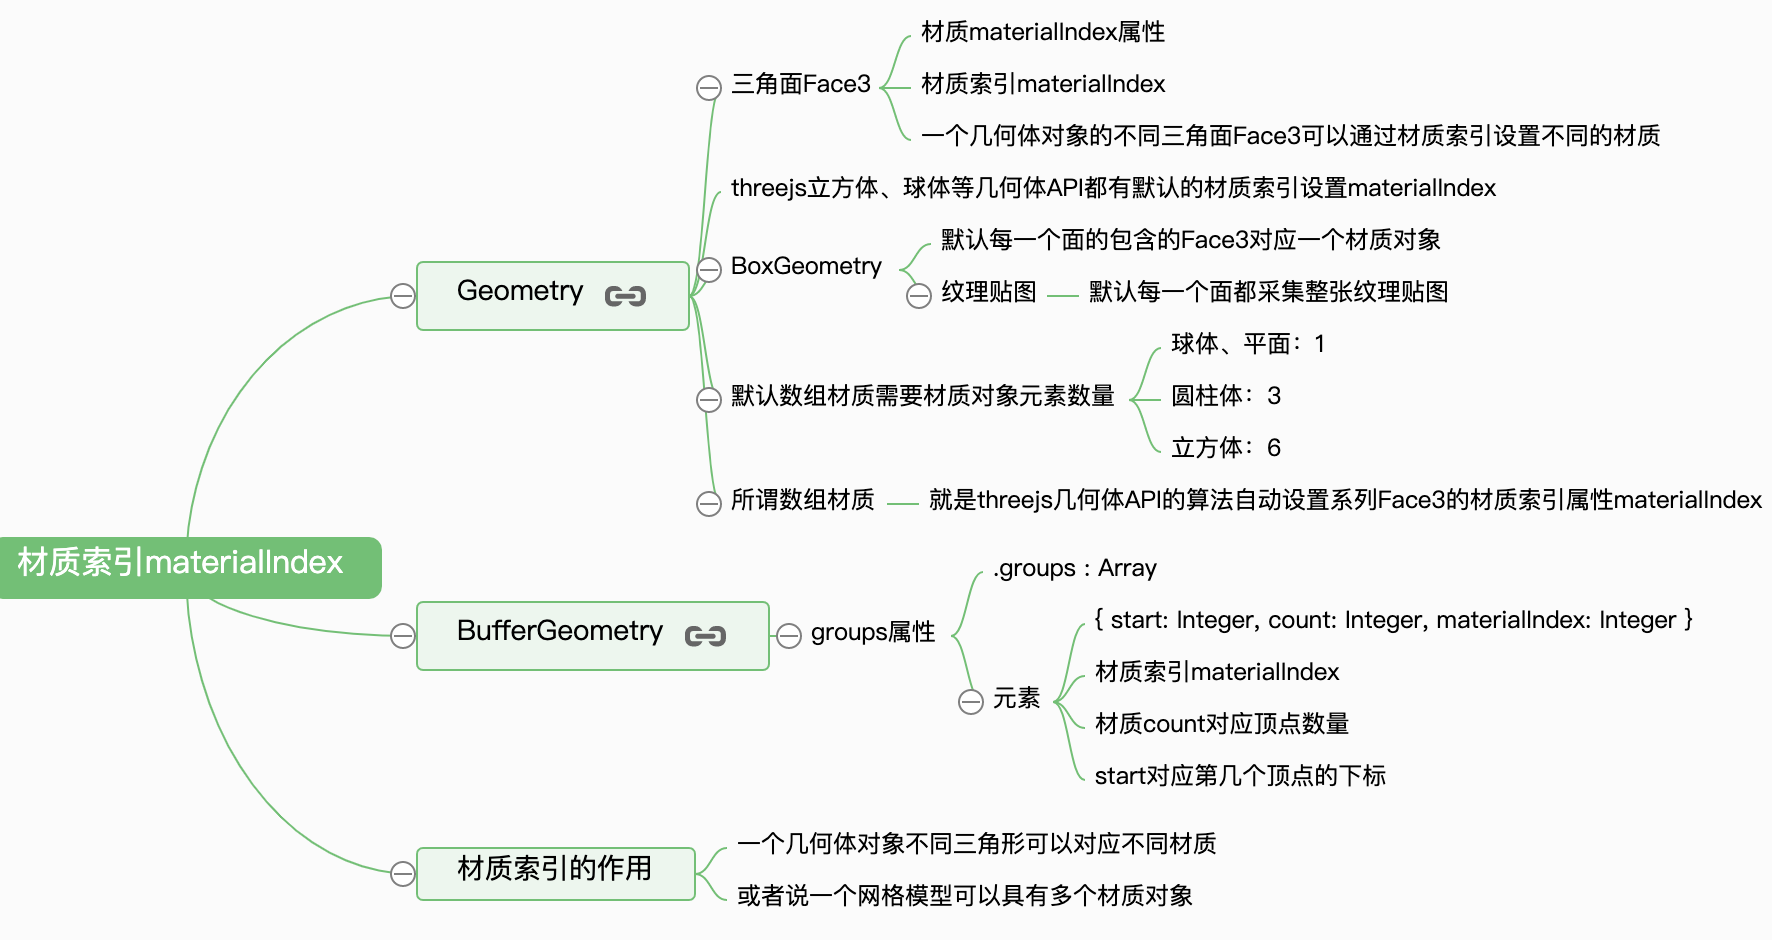 材质索引materialIndex
Geometry
三角面Face3
材质materialIndex属性
材质索引materialIndex
一个几何体对象的不同三角面Face3可以通过材质索引设置不同的材质
threejs立方体、球体等几何体API都有默认的材质索引设置materialIndex
BoxGeometry
默认每一个面的包含的Face3对应一个材质对象
纹理贴图
默认每一个面都采集整张纹理贴图
默认数组材质需要材质对象元素数量
球体、平面：1
圆柱体：3
立方体：6
所谓数组材质
就是threejs几何体API的算法自动设置系列Face3的材质索引属性materialIndex
BufferGeometry
groups属性
.groups : Array
元素
{ start: Integer, count: Integer, materialIndex: Integer }
材质索引materialIndex
材质count对应顶点数量
start对应第几个顶点的下标
材质索引的作用
一个几何体对象不同三角形可以对应不同材质
或者说一个网格模型可以具有多个材质对象